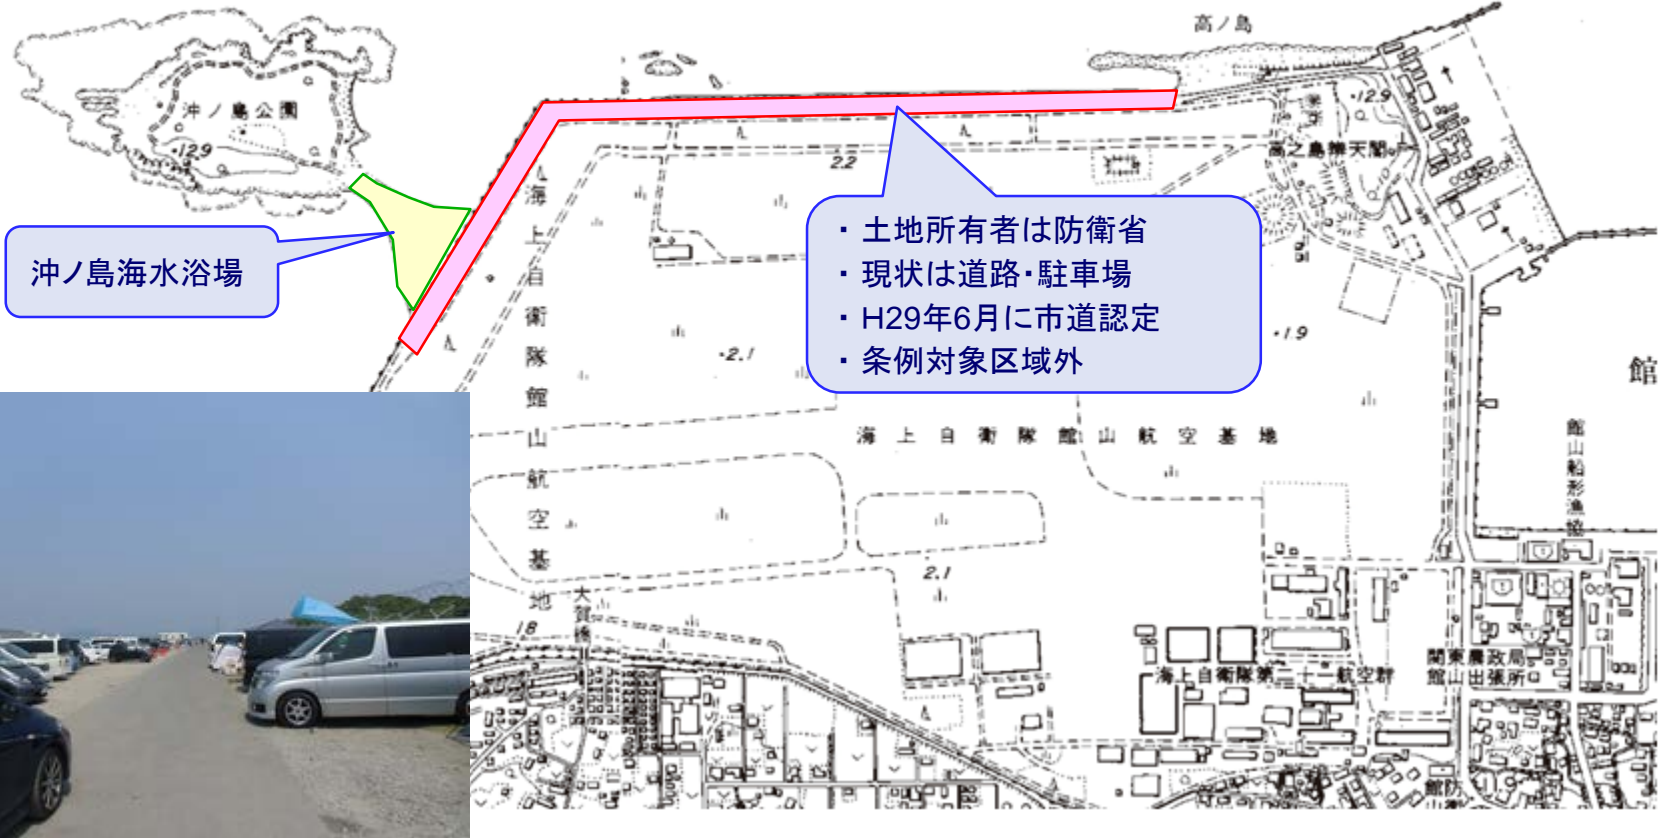 高ノ島
沖ノ島公園
・129
・12.9
高之島樂天閣
2.2
沖ノ島海水浴場
・ 土地所有者は防衛省
・ 現状は道路・駐車場
・ H29年6月に市道認定
・ 条例対象区域外
海上自衛隊館山航空基地
・2.1
・1.9
館
海上自衛隊館山航空基地
館山船形漁協
2.1
大賀橋
18
海上自衛隊第二十一航空群
関東農政局
館山出張所